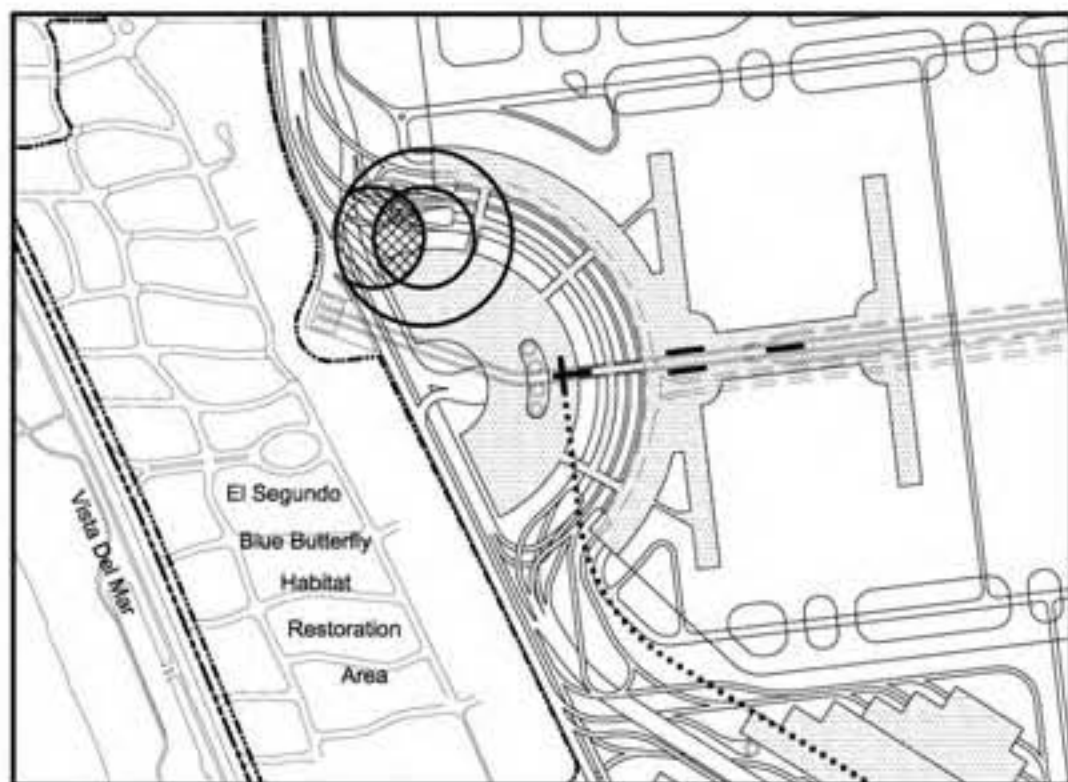 El Segundo
Blue Butterfly
Habitat
Restoration
Area
Vista Del Mar